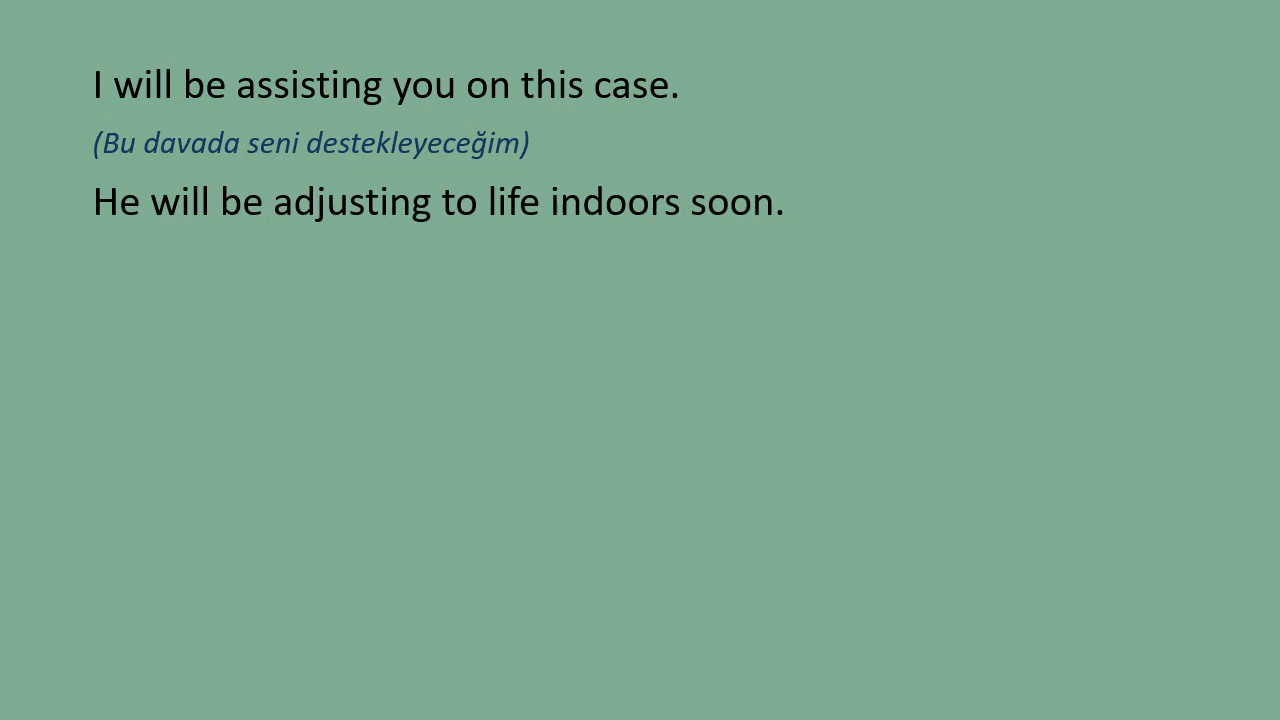 I will be assisting you on this case.
(Bu davada seni destekleyeceğim)
He will be adjusting to life indoors soon.